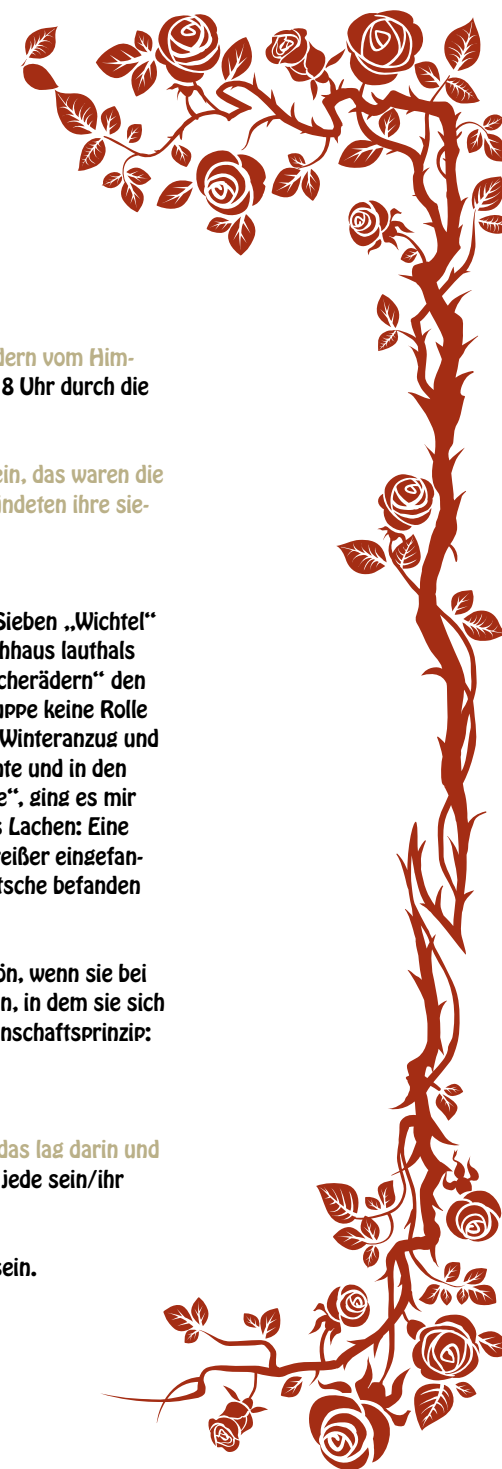 dern vom Him-
8 Uhr durch die
ein, das waren die
ndeten ihre sie-
Sieben „Wichtel“
hhaus lauthals
cherädern“ den
uppe keine Rolle
Winteranzug und
nte und in den
e“, ging es mir
s Lachen: Eine
reißer eingefan-
tsche befanden
ön, wenn sie bei
n, in dem sie sich
nschaftsprinzip:
das lag darin und
jede sein/ihr
sein.